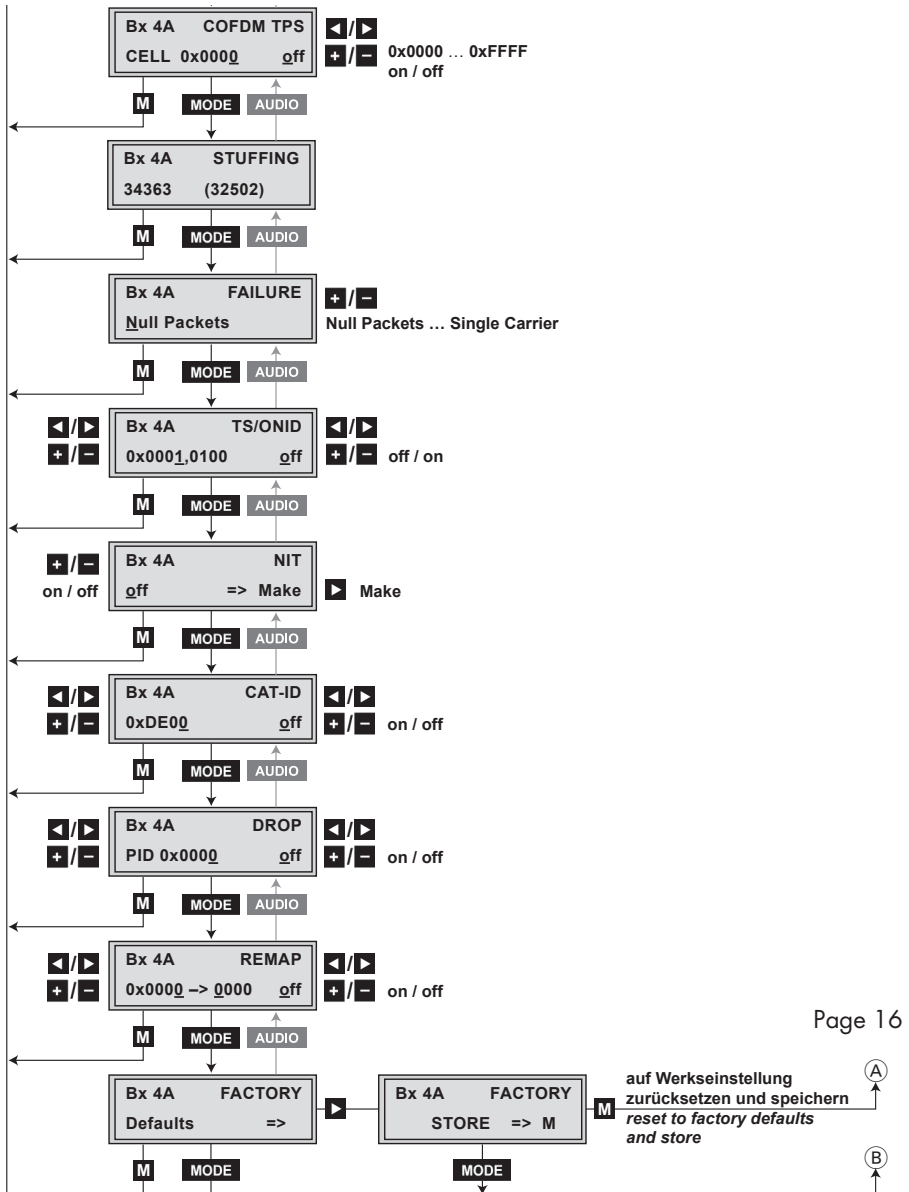 Bx 4A COFDM TPS
CELL 0x0000 off
◄/►
+/− 0x0000 … 0xFFFF
on / off
M MODE AUDIO
Bx 4A STUFFING
34363 (32502)
M MODE AUDIO
Bx 4A FAILURE
Null Packets
+/−
Null Packets … Single Carrier
M MODE AUDIO
◄/► Bx 4A TS/ONID ◄/►
+/− 0x0001,0100 off +/− off / on
M MODE AUDIO
+/− Bx 4A NIT
on / off off => Make ► Make
M MODE AUDIO
◄/► Bx 4A CAT-ID ◄/►
+/− 0xDE00 off +/− on / off
M MODE AUDIO
◄/► Bx 4A DROP ◄/►
+/− PID 0x0000 off +/− on / off
M MODE AUDIO
◄/► Bx 4A REMAP ◄/►
+/− 0x0000 –> 0000 off +/− on / off
Page 16
M MODE AUDIO
Bx 4A FACTORY
Defaults =>
►
Bx 4A FACTORY
STORE => M
M
auf Werkseinstellung
zurücksetzen und speichern
reset to factory defaults
and store
A
M MODE
MODE
B